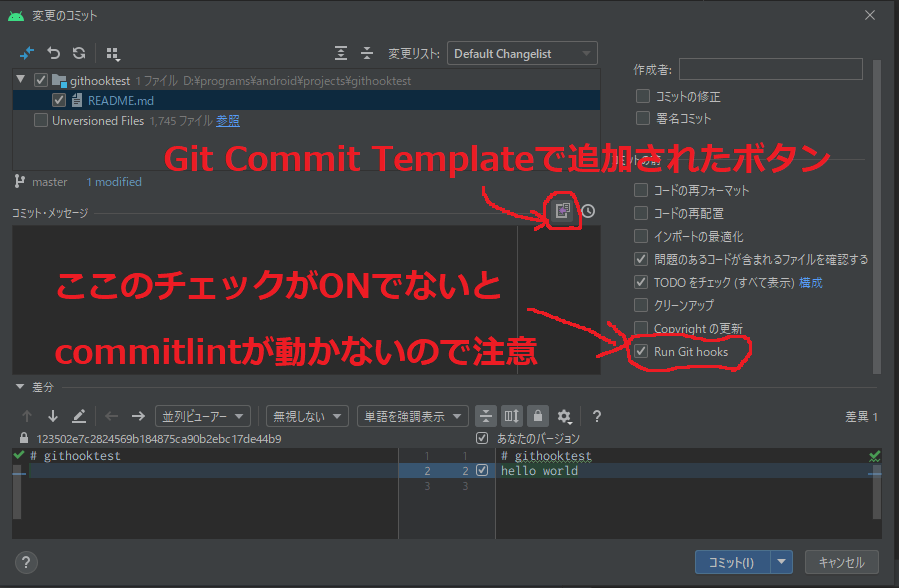 変更のコミット
変更リスト: Default Changelist
githooktest 1 ファイル D:¥programs¥android¥projects¥githooktest
README.md
Unversioned Files 1,745 ファイル 参照
Git Commit Templateで追加されたボタン
master 1 modified
コミット・メッセージ
ここのチェックがONでないと
commitlintが動かないので注意
作成者:
コミットの修正
署名コミット
コミットの前
コードの再フォーマット
コードの再配置
インポートの最適化
問題のあるコードが含まれるファイルを確認する
TODO をチェック (すべて表示) 構成
クリーンアップ
Copyright の更新
Run Git hooks
差分
並列ビューアー 無視しない 単語を強調表示 ? 差異 1
123502e7c2824569b184875ca90b2ebc17de44b9 あなたのバージョン
# githooktest 1 1 # githooktest
2 2 hello world
3 3
? コミット(I) キャンセル